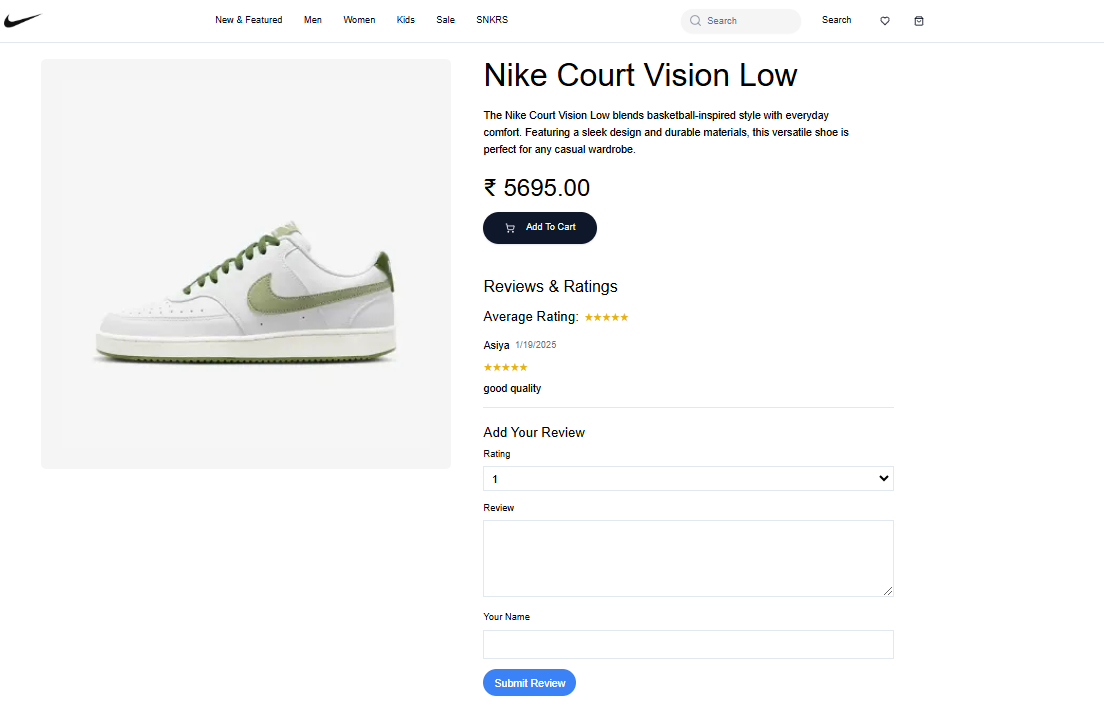 New & Featured Men Women Kids Sale SNKRS Search Search
Nike Court Vision Low
The Nike Court Vision Low blends basketball-inspired style with everyday
comfort. Featuring a sleek design and durable materials, this versatile shoe is
perfect for any casual wardrobe.
₹ 5695.00
Add To Cart
Reviews & Ratings
Average Rating: ★★★★★
Asiya 1/19/2025
★★★★★
good quality
Add Your Review
Rating
1
Review
Your Name
Submit Review